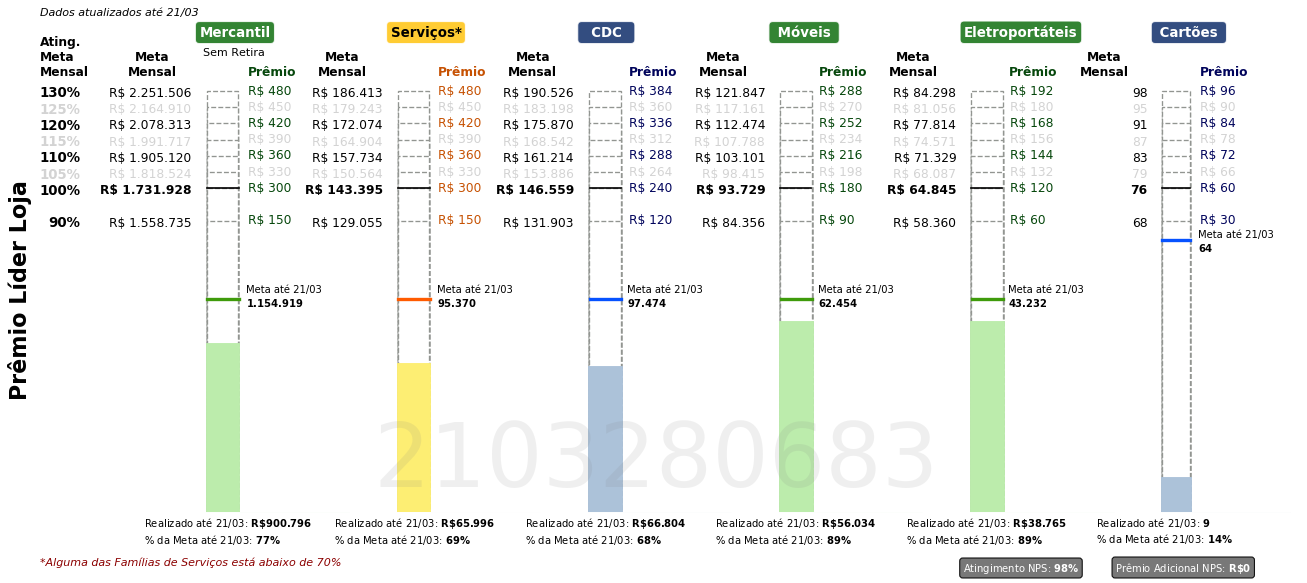 Dados atualizados até 21/03
Mercantil Serviços* CDC Móveis Eletroportáteis Cartões
Sem Retira
Ating. Meta Mensal Meta Mensal Prêmio Meta Mensal Prêmio Meta Mensal Prêmio Meta Mensal Prêmio Meta Mensal Prêmio Meta Mensal Prêmio
130% R$ 2.251.506 R$ 480 R$ 186.413 R$ 480 R$ 190.526 R$ 384 R$ 121.847 R$ 288 R$ 84.298 R$ 192 98 R$ 96
125% R$ 2.164.910 R$ 450 R$ 179.243 R$ 450 R$ 183.198 R$ 360 R$ 117.161 R$ 270 R$ 81.056 R$ 180 95 R$ 90
120% R$ 2.078.313 R$ 420 R$ 172.074 R$ 420 R$ 175.870 R$ 336 R$ 112.474 R$ 252 R$ 77.814 R$ 168 91 R$ 84
115% R$ 1.991.717 R$ 390 R$ 164.904 R$ 390 R$ 168.542 R$ 312 R$ 107.788 R$ 234 R$ 74.571 R$ 156 87 R$ 78
110% R$ 1.905.120 R$ 360 R$ 157.734 R$ 360 R$ 161.214 R$ 288 R$ 103.101 R$ 216 R$ 71.329 R$ 144 83 R$ 72
105% R$ 1.818.524 R$ 330 R$ 150.564 R$ 330 R$ 153.886 R$ 264 R$ 98.415 R$ 198 R$ 68.087 R$ 132 79 R$ 66
100% R$ 1.731.928 R$ 300 R$ 143.395 R$ 300 R$ 146.559 R$ 240 R$ 93.729 R$ 180 R$ 64.845 R$ 120 76 R$ 60
90% R$ 1.558.735 R$ 150 R$ 129.055 R$ 150 R$ 131.903 R$ 120 R$ 84.356 R$ 90 R$ 58.360 R$ 60 68 R$ 30
Meta até 21/03
64
Meta até 21/03 Meta até 21/03 Meta até 21/03 Meta até 21/03 Meta até 21/03
1.154.919 95.370 97.474 62.454 43.232
Prêmio Líder Loja
2103280683
Realizado até 21/03: R$900.796 Realizado até 21/03: R$65.996 Realizado até 21/03: R$66.804 Realizado até 21/03: R$56.034 Realizado até 21/03: R$38.765 Realizado até 21/03: 9
% da Meta até 21/03: 77% % da Meta até 21/03: 69% % da Meta até 21/03: 68% % da Meta até 21/03: 89% % da Meta até 21/03: 89% % da Meta até 21/03: 14%
*Alguma das Famílias de Serviços está abaixo de 70%
Atingimento NPS: 98% Prêmio Adicional NPS: R$0